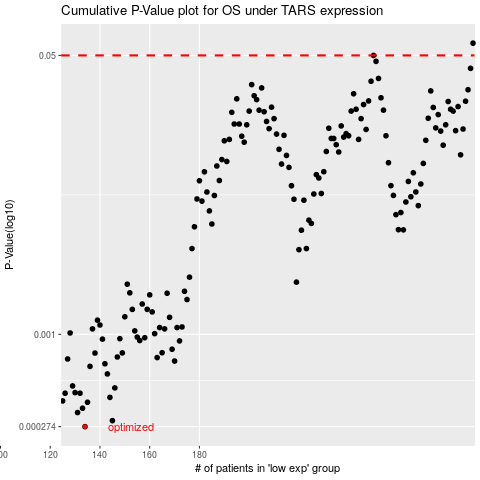 Cumulative P-Value plot for OS under TARS expression
0.05
P-Value(log10)
0.001
0.000274
optimized
00 120 140 160 180
# of patients in 'low exp' group